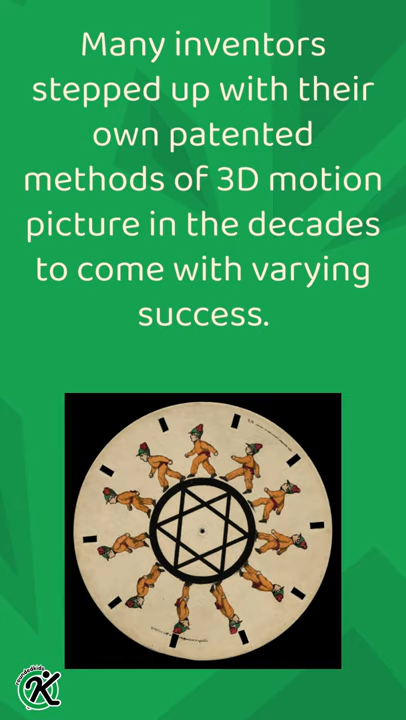 Many inventors
stepped up with their
own patented
methods of 3D motion
picture in the decades
to come with varying
success.
roundedkids
K